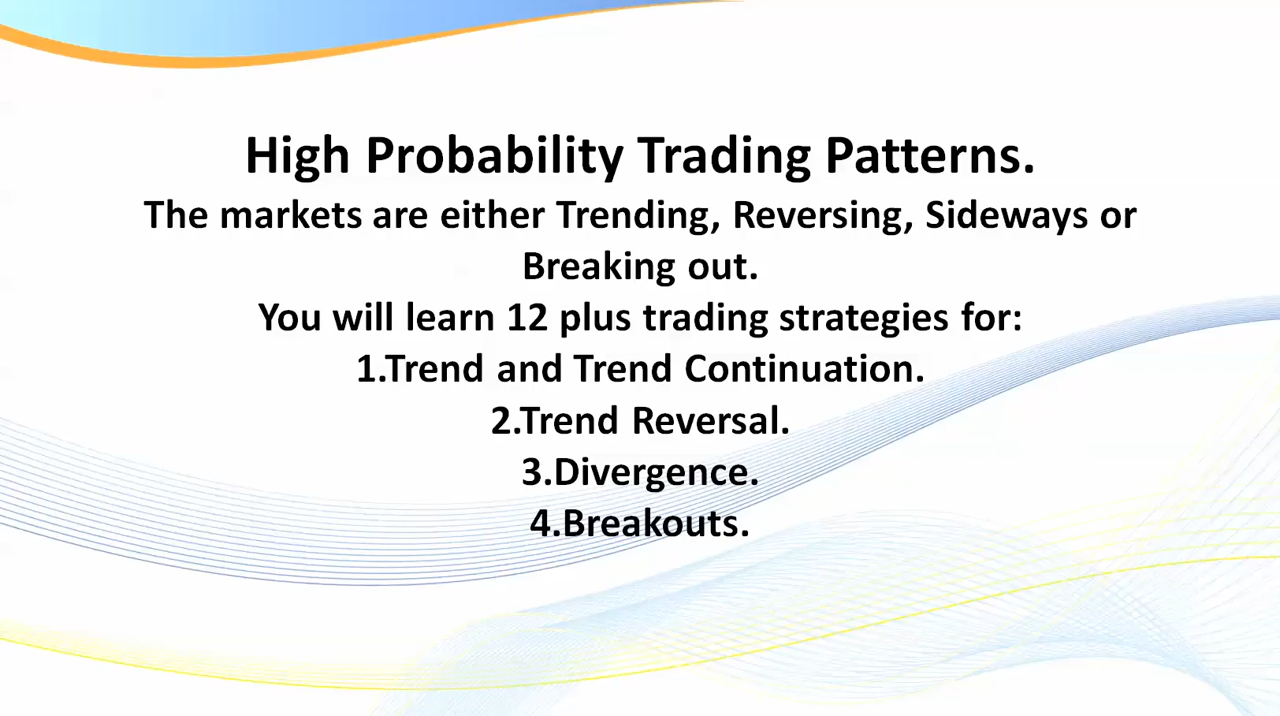 High Probability Trading Patterns.
The markets are either Trending, Reversing, Sideways or
Breaking out.
You will learn 12 plus trading strategies for:
1.Trend and Trend Continuation.
2.Trend Reversal.
3.Divergence.
4.Breakouts.